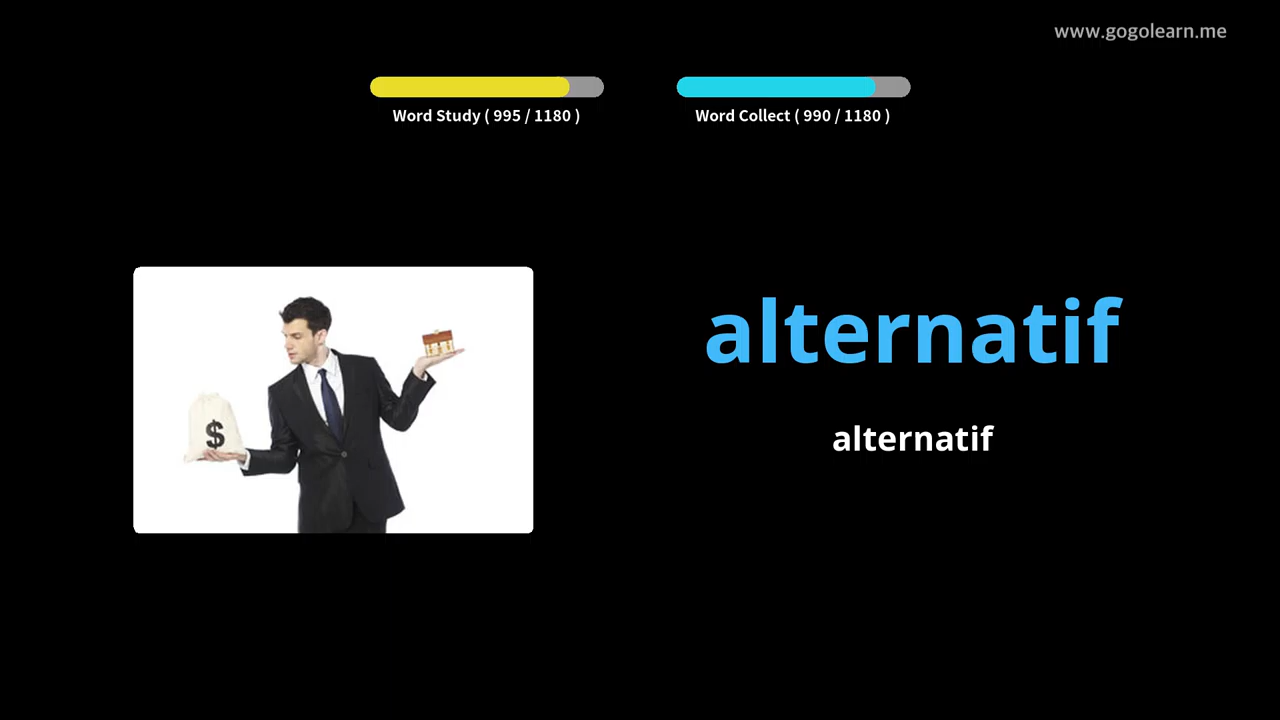 www.gogolearn.me
Word Study ( 995 / 1180 )
Word Collect ( 990 / 1180 )
alternatif
alternatif
$